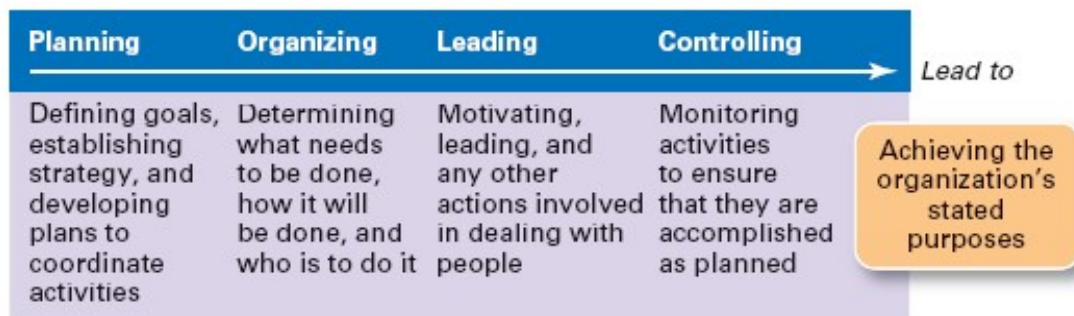 Planning
Organizing
Leading
Controlling
Lead to
Defining goals,
establishing
strategy, and
developing
plans to
coordinate
activities
Determining
what needs
to be done,
how it will
be done, and
who is to do it
Motivating,
leading, and
any other
actions involved
in dealing with
people
Monitoring
activities
to ensure
that they are
accomplished
as planned
Achieving the
organization's
stated
purposes